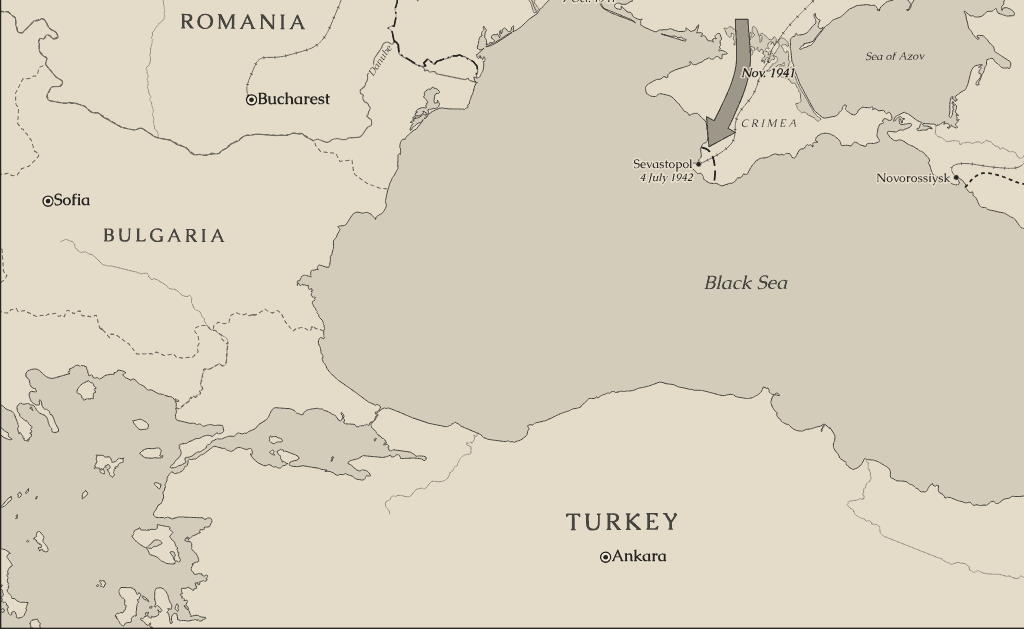 ROMANIA
Danube
Sea of Azov
Nov. 1941
Bucharest
CRIMEA
Sevastopol
4 July 1942
Novorossiysk
Sofia
BULGARIA
Black Sea
TURKEY
Ankara